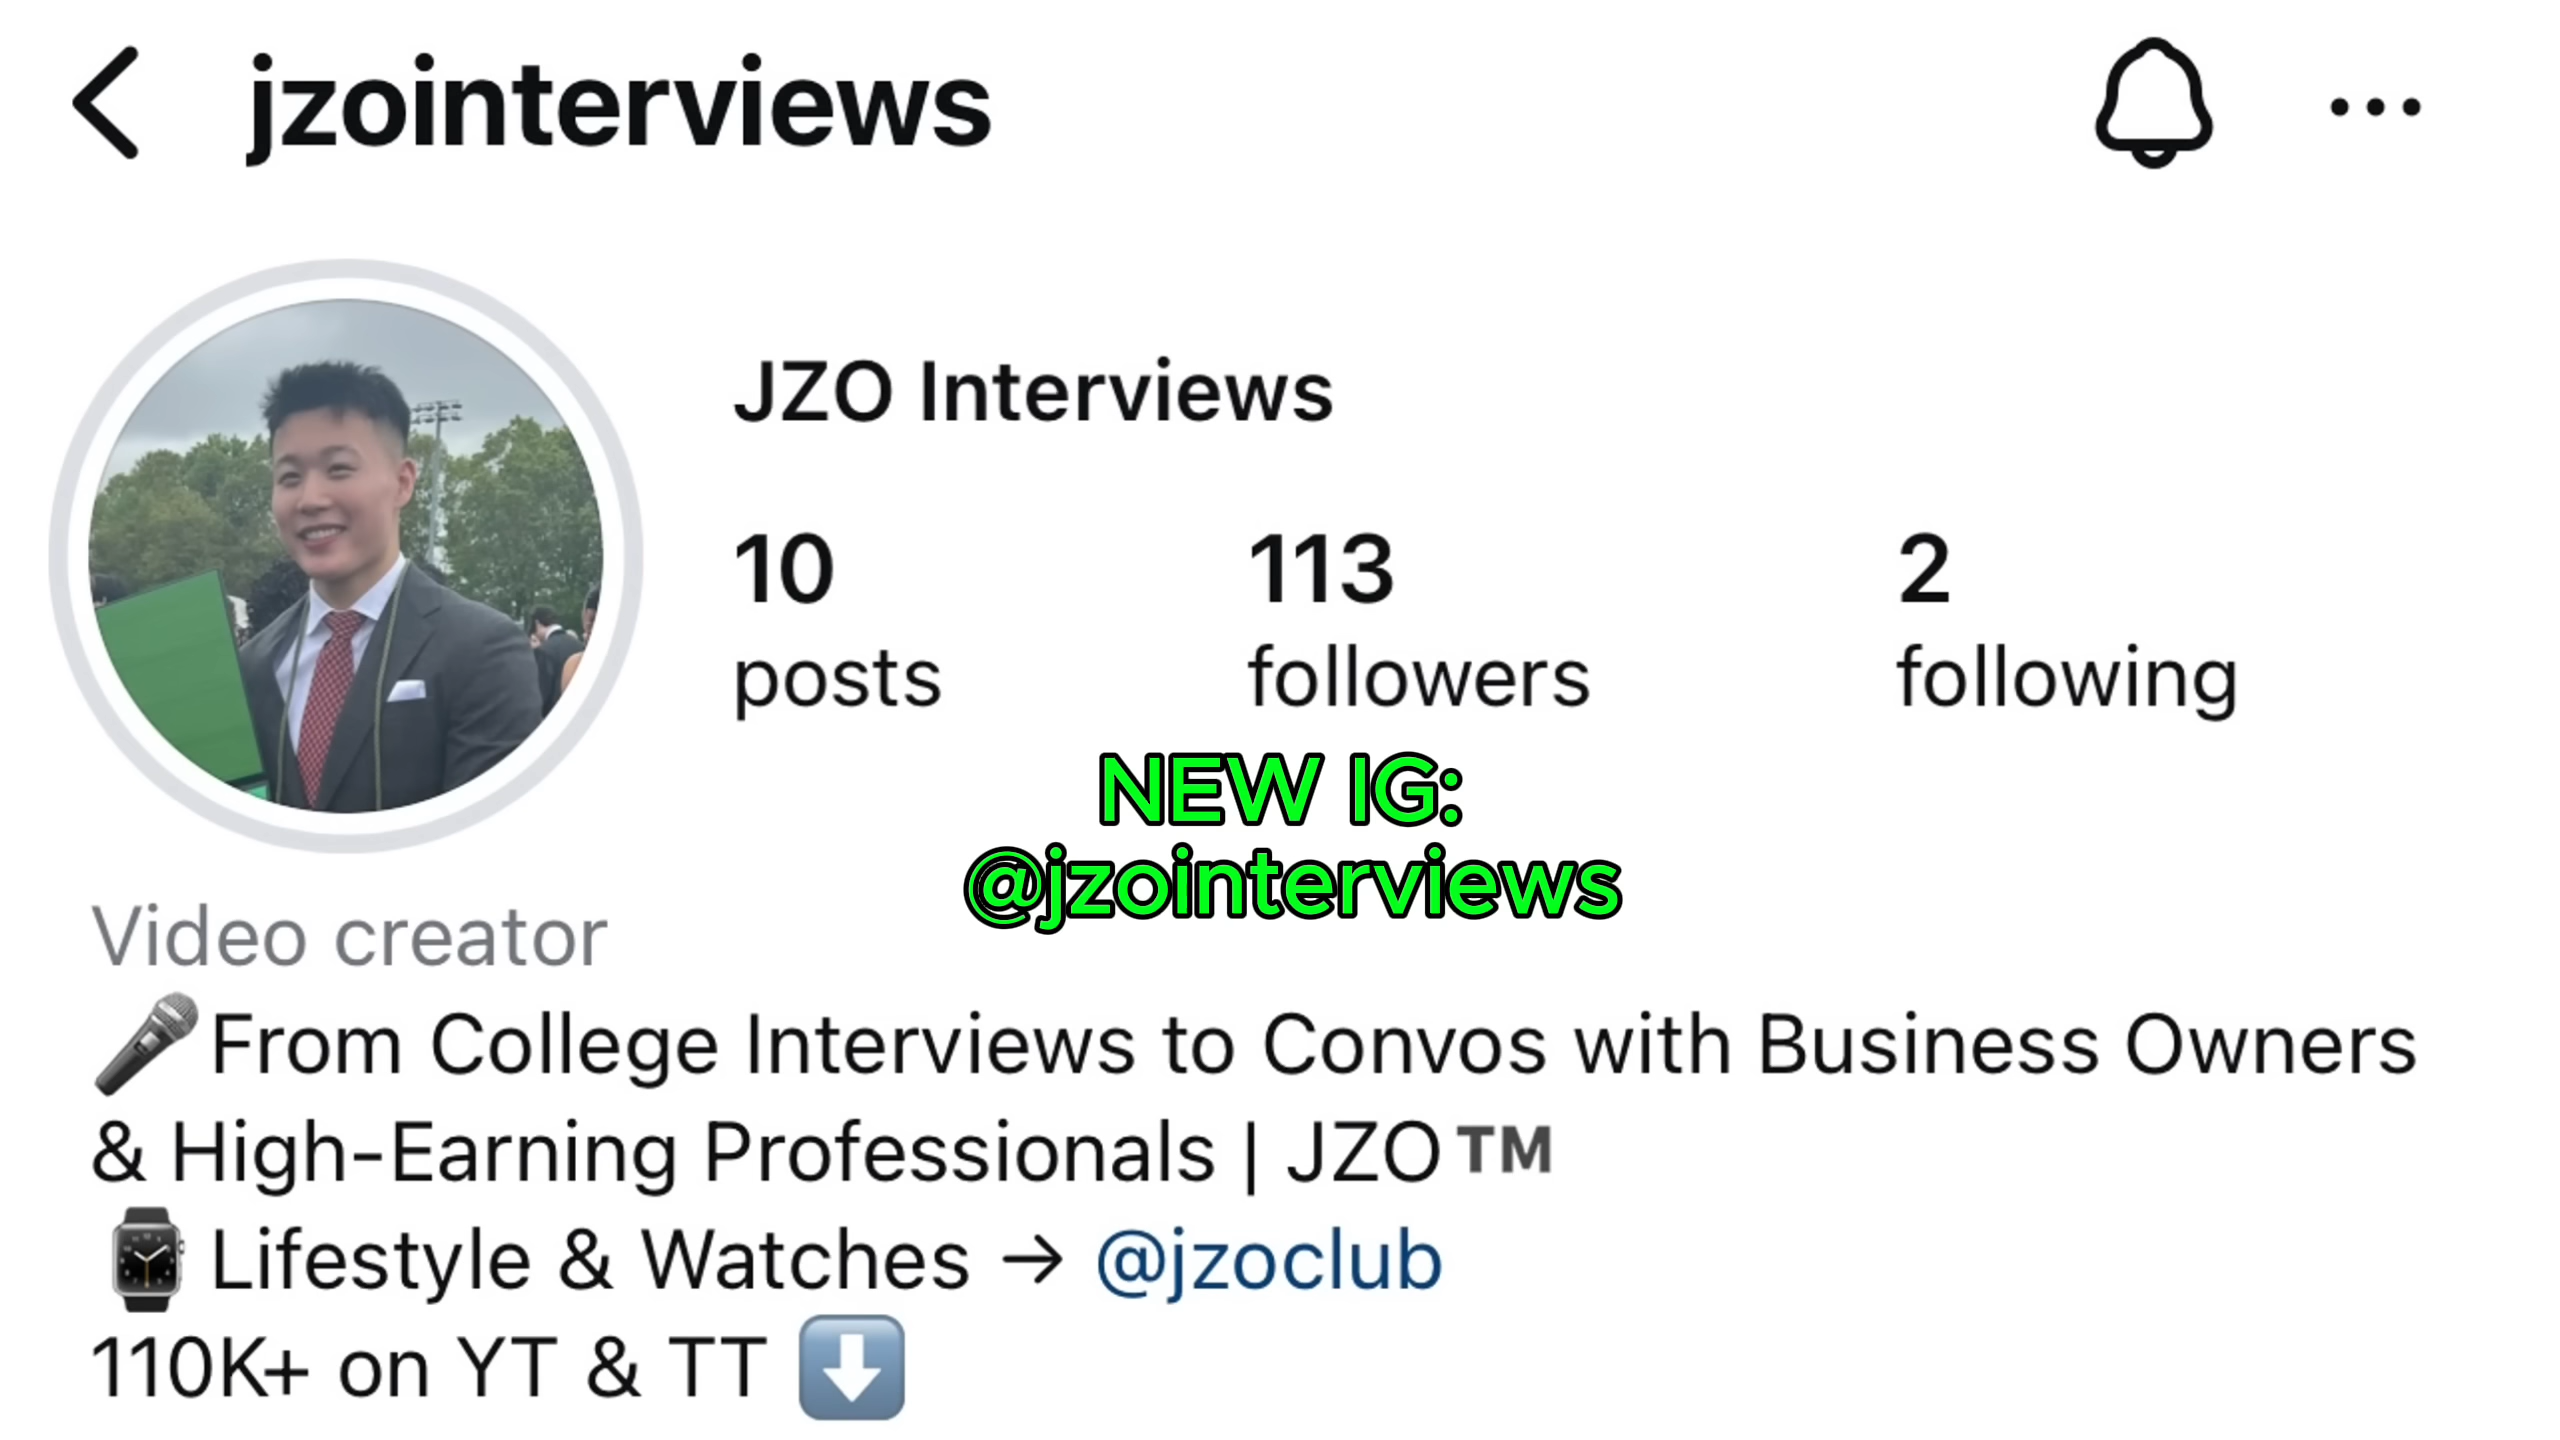 jzointerviews
JZO Interviews
10 113 2
posts followers following
NEW IG:
@jzointerviews
Video creator
🎤From College Interviews to Convos with Business Owners
& High-Earning Professionals | JZO™️
⌚️Lifestyle & Watches → @jzoclub
110K+ on YT & TT ⬇️